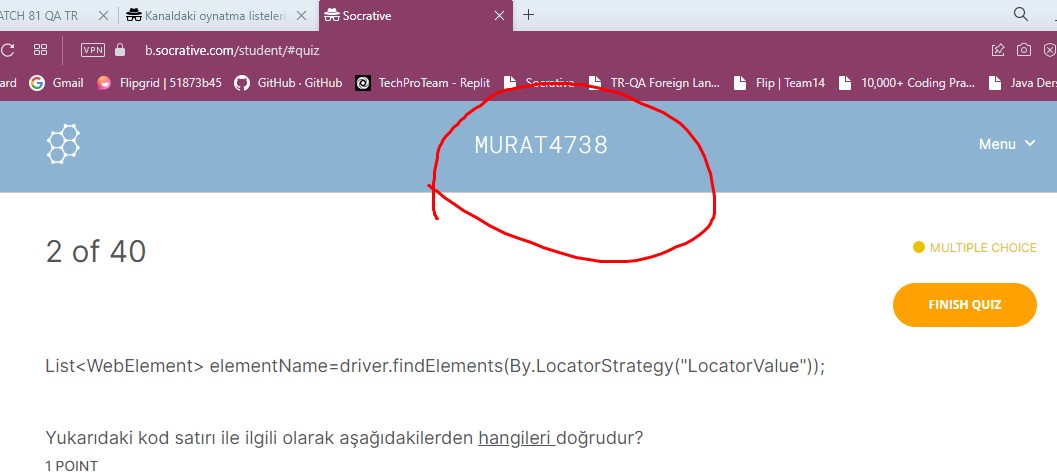 ATCH 81 QA TR
Kanaldaki oynatma listeleri
Socrative
VPN
b.socrative.com/student/#quiz
ard
Gmail
Flipgrid | 51873b45
GitHub · GitHub
TechProTeam - Replit
Socrative
TR-QA Foreign Lan...
Flip | Team14
10,000+ Coding Pra...
Java Ders
MURAT4738
Menu
2 of 40
MULTIPLE CHOICE
FINISH QUIZ
List<WebElement> elementName=driver.findElements(By.LocatorStrategy("LocatorValue"));
Yukarıdaki kod satırı ile ilgili olarak aşağıdakilerden hangileri doğrudur?
1 POINT